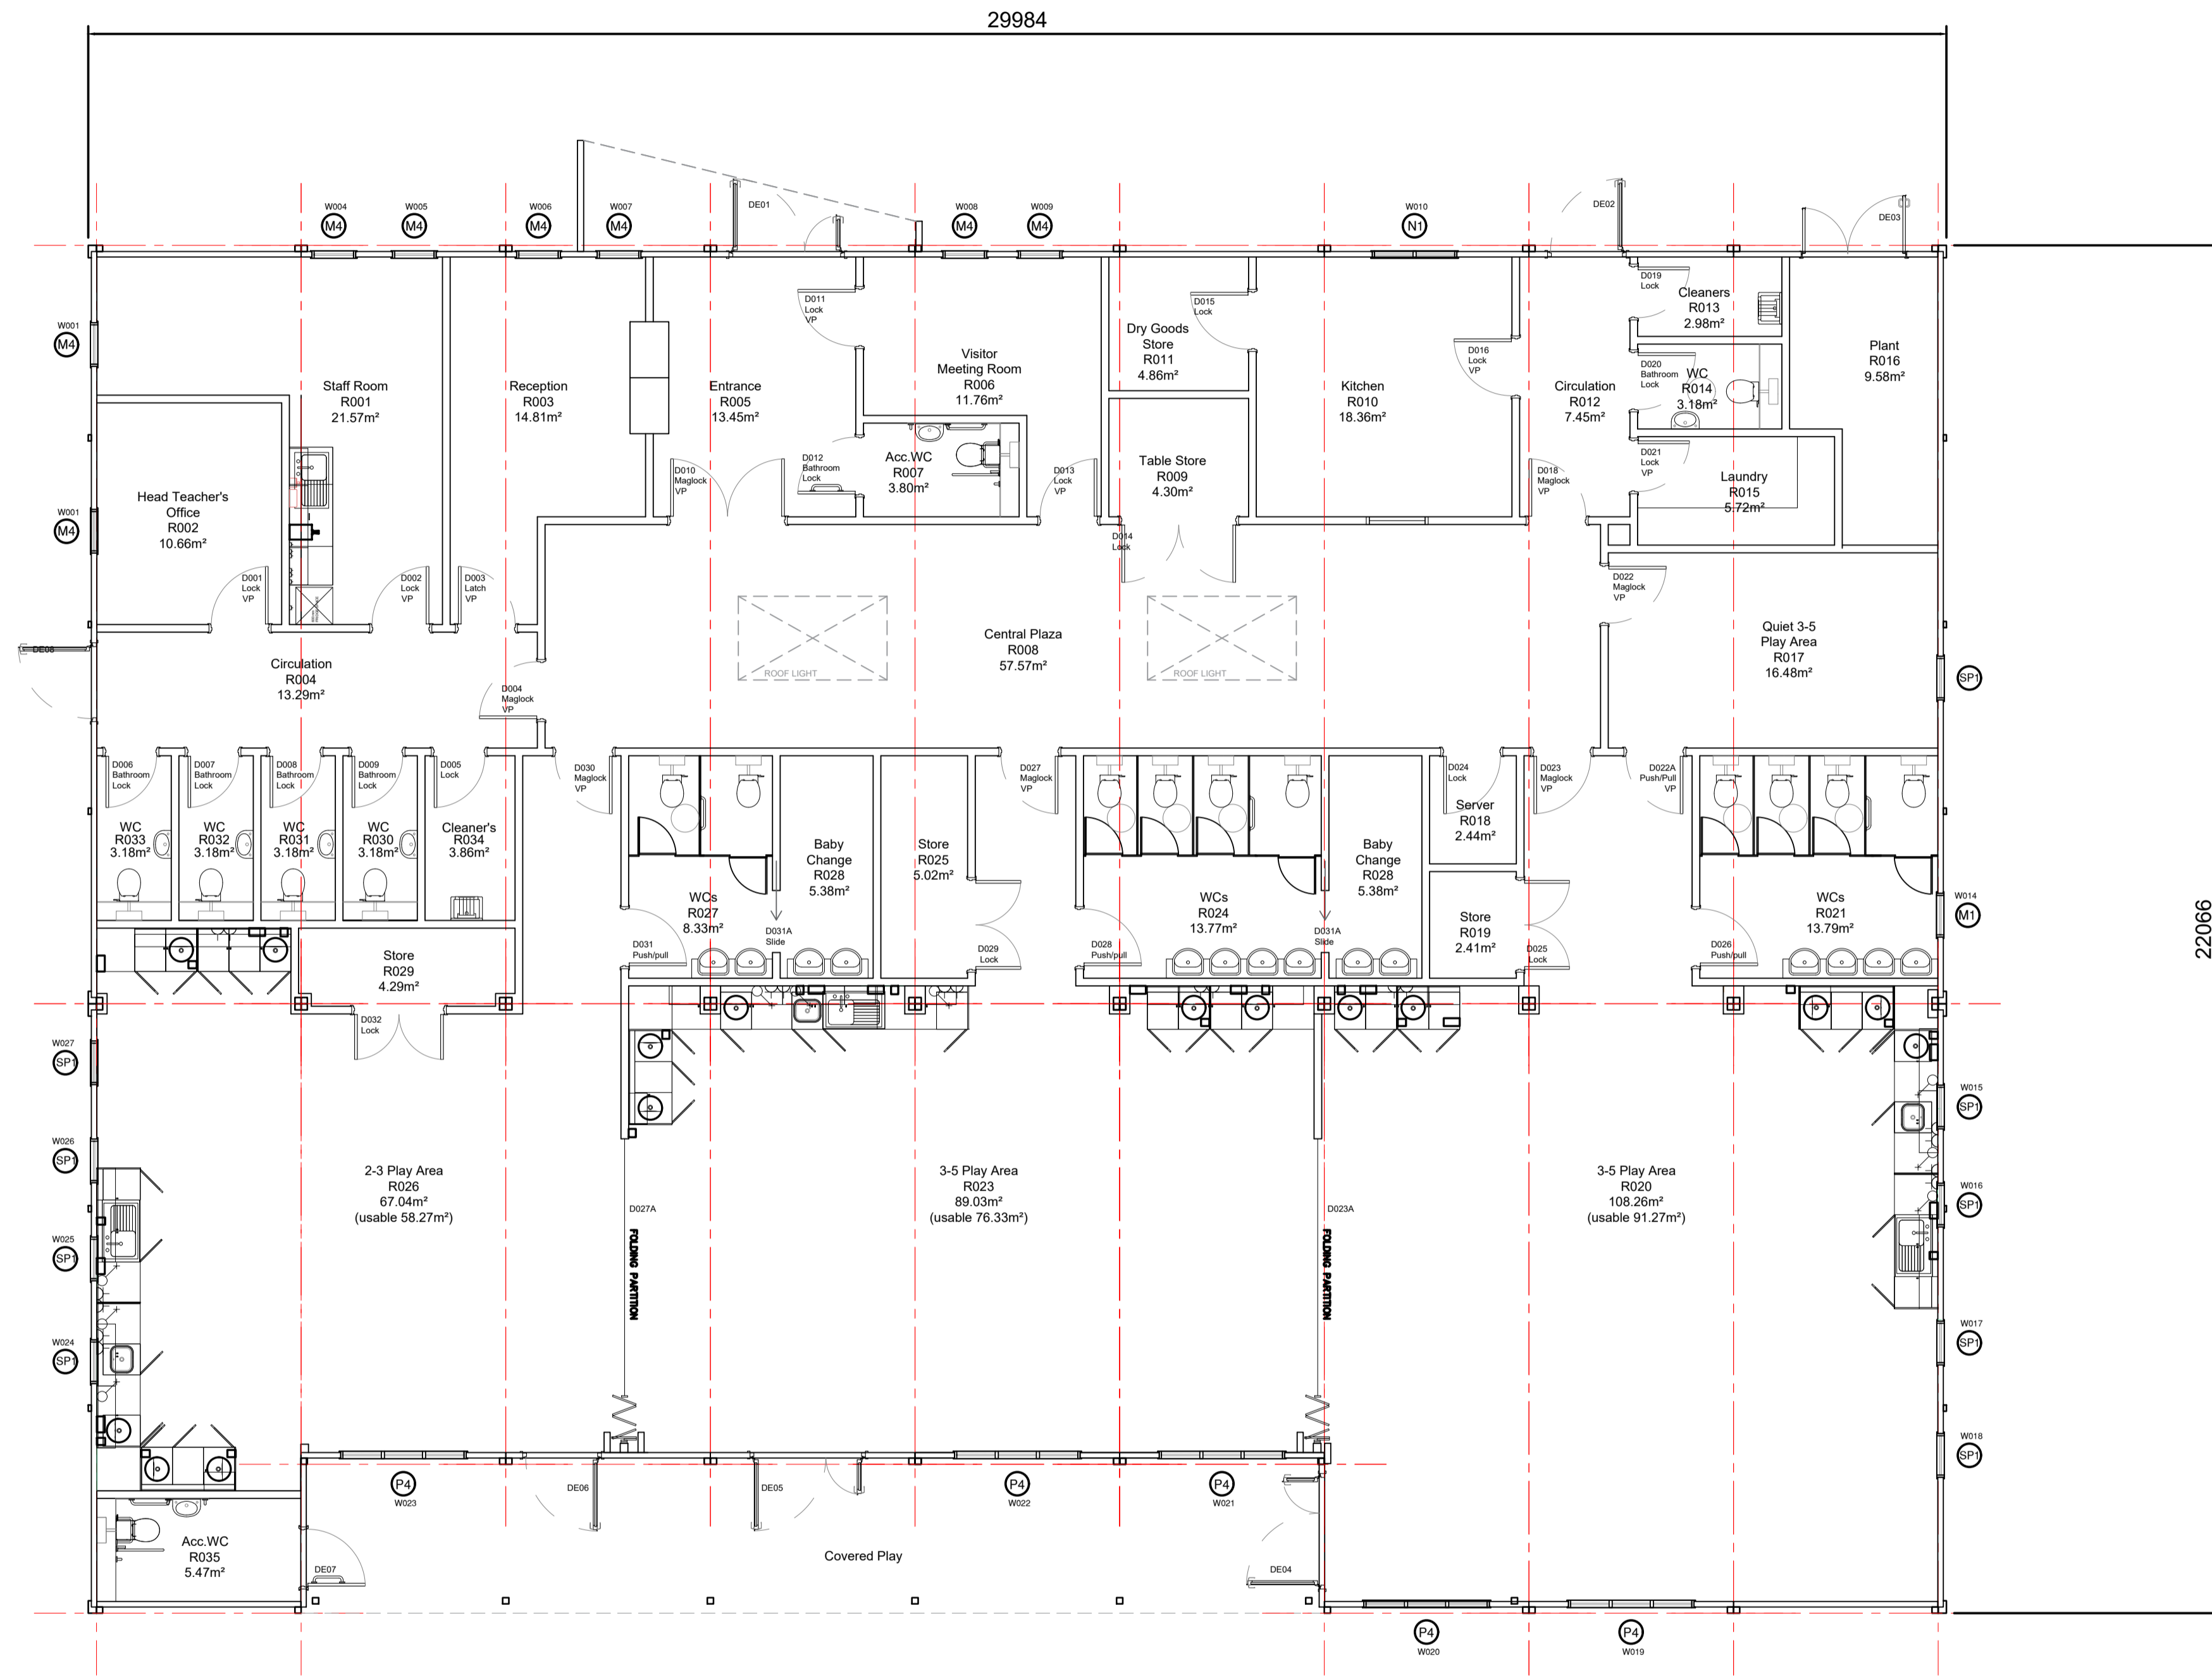 29984
W004
M4
W005
M4
W006
M4
W007
M4
DE01
W008
M4
W009
M4
W010
N1
DE02
DE03
W001
M4
W001
M4
Staff Room
R001
21.57m²
Reception
R003
14.81m²
Entrance
R005
13.45m²
D011
Lock
VP
Visitor
Meeting Room
R006
11.76m²
D015
Lock
Dry Goods
Store
R011
4.86m²
Kitchen
R010
18.36m²
D016
Lock
VP
Circulation
R012
7.45m²
D019
Lock
Cleaners
R013
2.98m²
D020
Bathroom
Lock
WC
R014
3.18m²
Plant
R016
9.58m²
Head Teacher's
Office
R002
10.66m²
D010
Maglock
VP
D012
Bathroom
Lock
Acc.WC
R007
3.80m²
D013
Lock
VP
Table Store
R009
4.30m²
D018
Maglock
VP
D021
Lock
VP
Laundry
R015
5.72m²
D014
Lock
D001
Lock
VP
D002
Lock
VP
D003
Latch
VP
D022
Maglock
VP
DE08
Circulation
R004
13.29m²
D004
Maglock
VP
ROOF LIGHT
Central Plaza
R008
57.57m²
ROOF LIGHT
Quiet 3-5
Play Area
R017
16.48m²
SP1
D006
Bathroom
Lock
D007
Bathroom
Lock
D008
Bathroom
Lock
D009
Bathroom
Lock
D005
Lock
D030
Maglock
VP
D027
Maglock
VP
D024
Lock
D023
Maglock
VP
D022A
Push/Pull
VP
WC
R033
3.18m²
WC
R032
3.18m²
WC
R031
3.18m²
WC
R030
3.18m²
Cleaner's
R034
3.86m²
Baby
Change
R028
5.38m²
Store
R025
5.02m²
Baby
Change
R028
5.38m²
Server
R018
2.44m²
WCs
R027
8.33m²
D031
Push/pull
D031A
Slide
D029
Lock
D028
Push/pull
WCs
R024
13.77m²
D031A
Slide
Store
R019
2.41m²
D025
Lock
D026
Push/pull
WCs
R021
13.79m²
W014
M1
22066
Store
R029
4.29m²
D032
Lock
W027
SP1
W026
SP1
W025
SP1
W024
SP1
2-3 Play Area
R026
67.04m²
(usable 58.27m²)
D027A
FOLDING PARTITION
3-5 Play Area
R023
89.03m²
(usable 76.33m²)
D023A
FOLDING PARTITION
3-5 Play Area
R020
108.26m²
(usable 91.27m²)
W015
SP1
W016
SP1
W017
SP1
W018
SP1
P4
W023
DE06
DE05
P4
W022
P4
W021
Acc.WC
R035
5.47m²
DE07
Covered Play
DE04
P4
W020
P4
W019